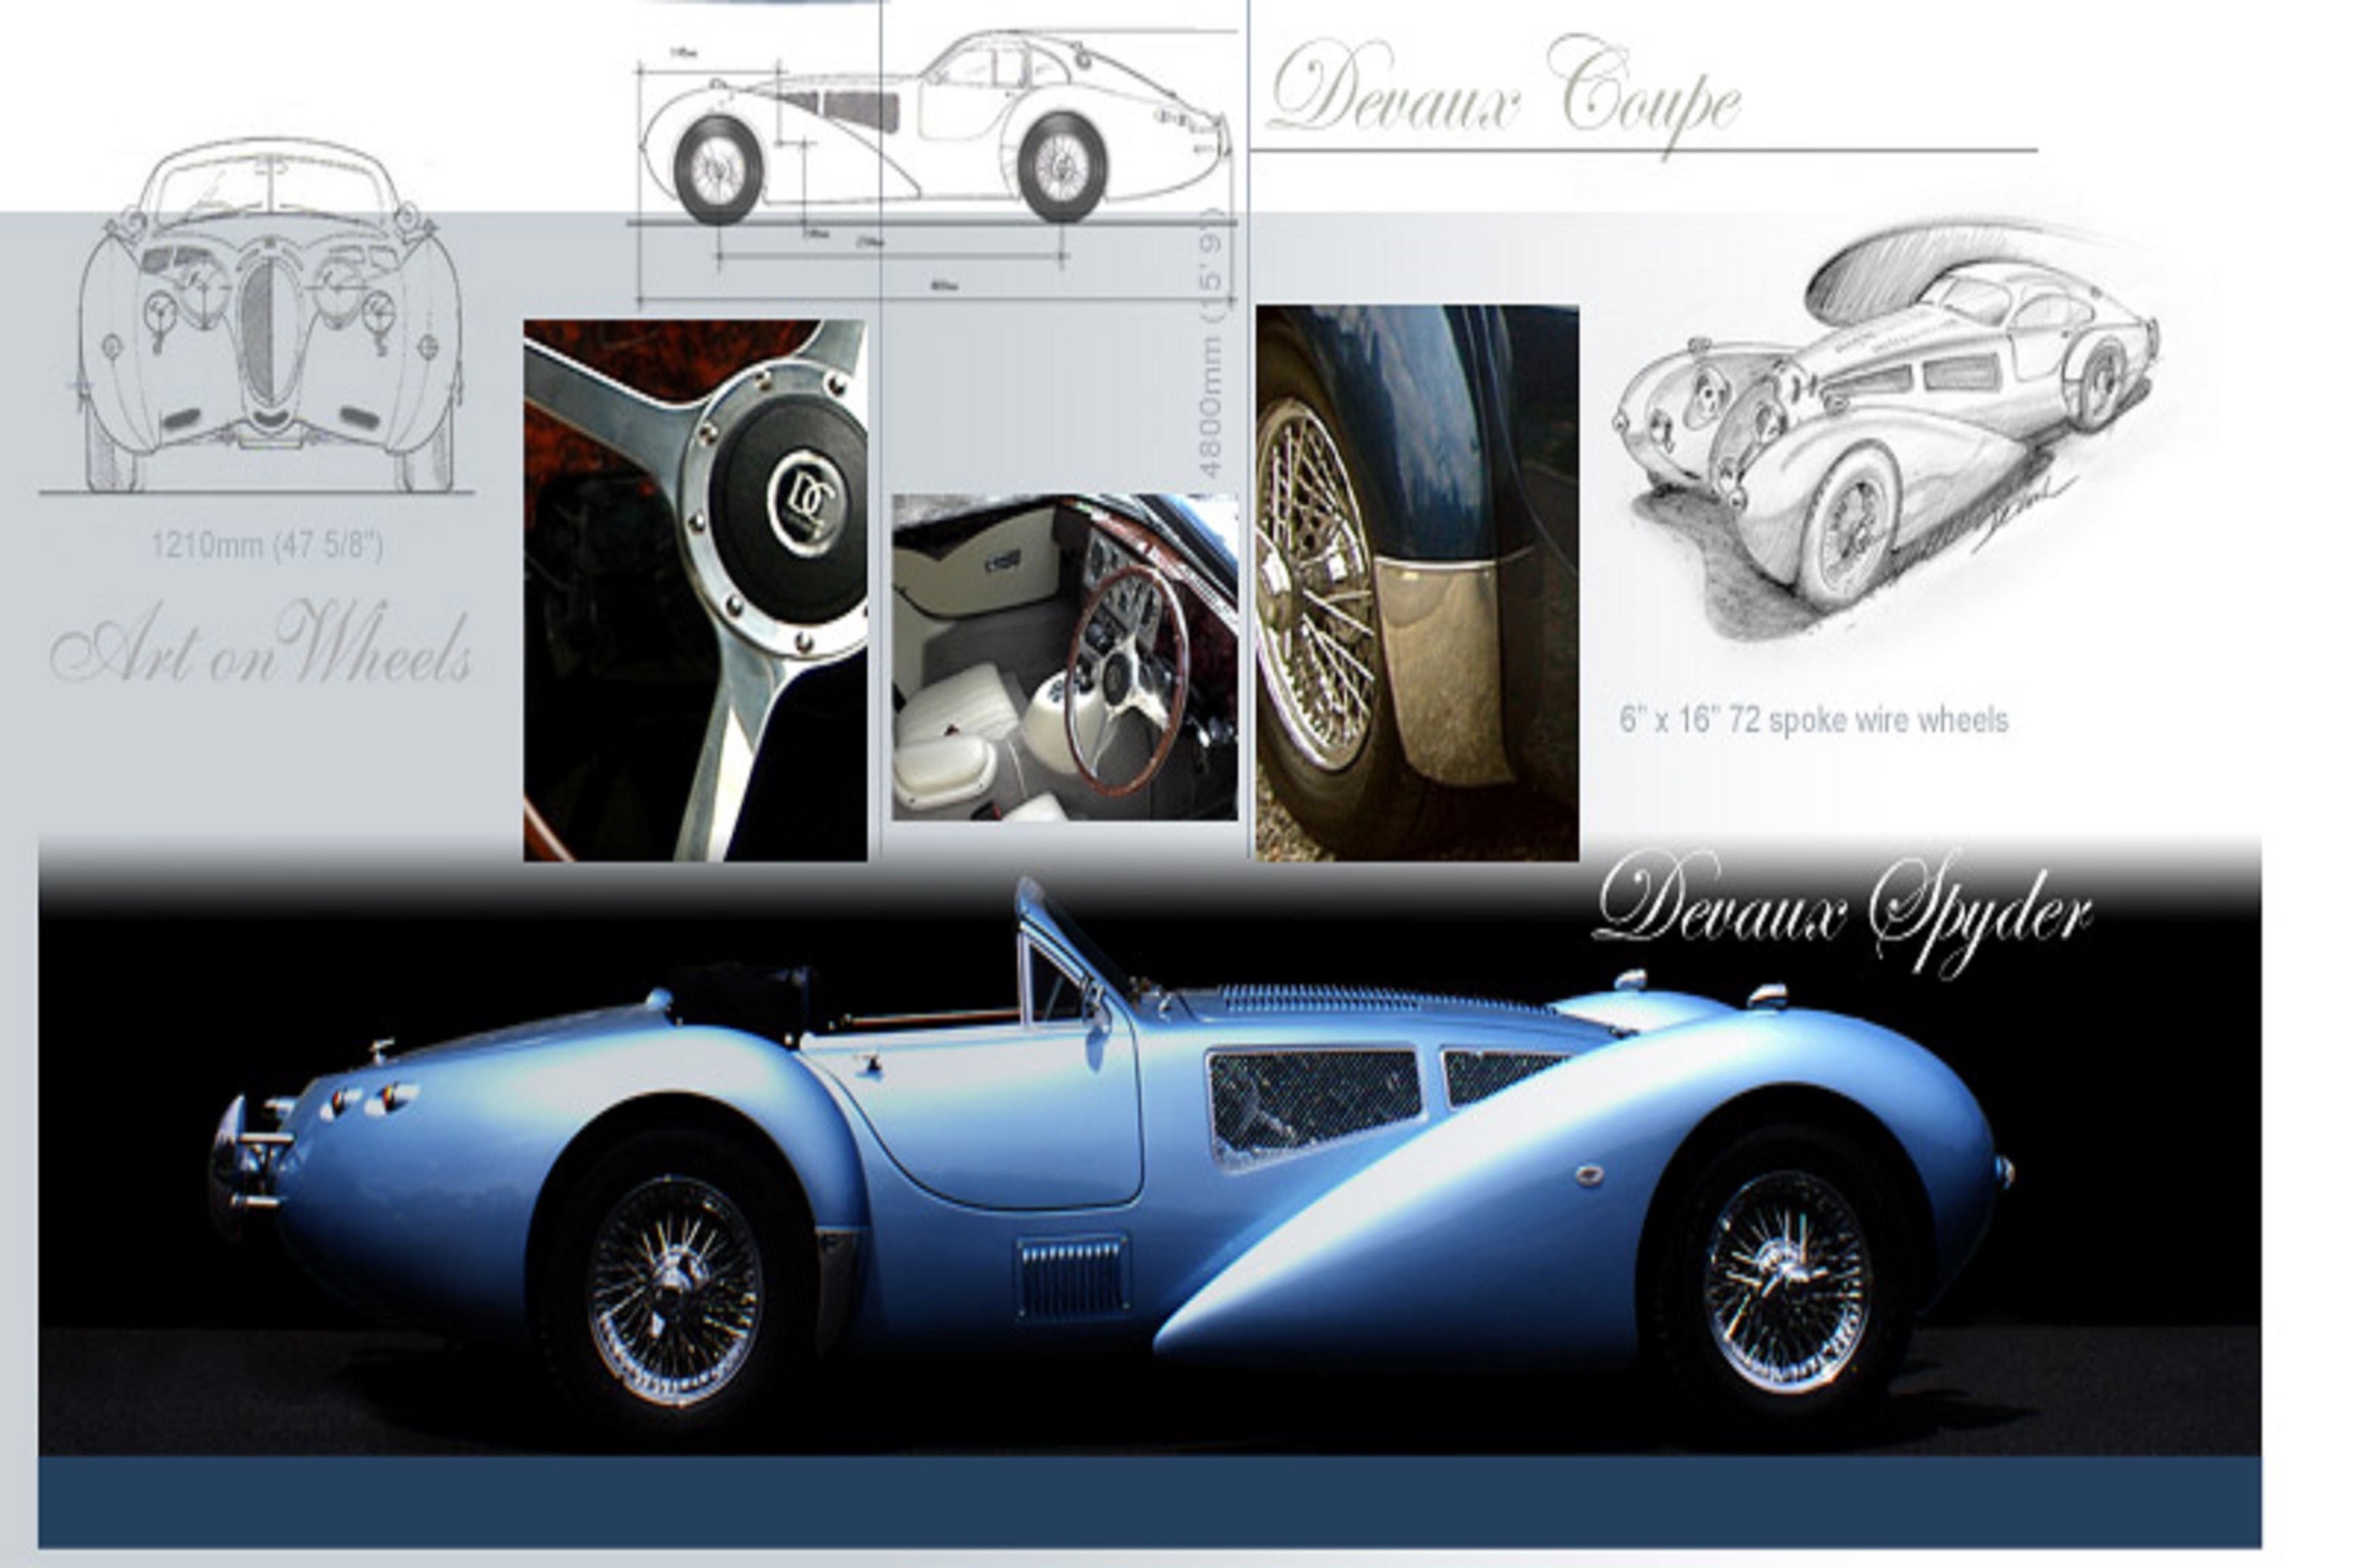 Devaux Coupe
4800mm (15' 9")
1210mm (47 5/8")
Art on Wheels
DC
6" x 16" 72 spoke wire wheels
Devaux Spyder